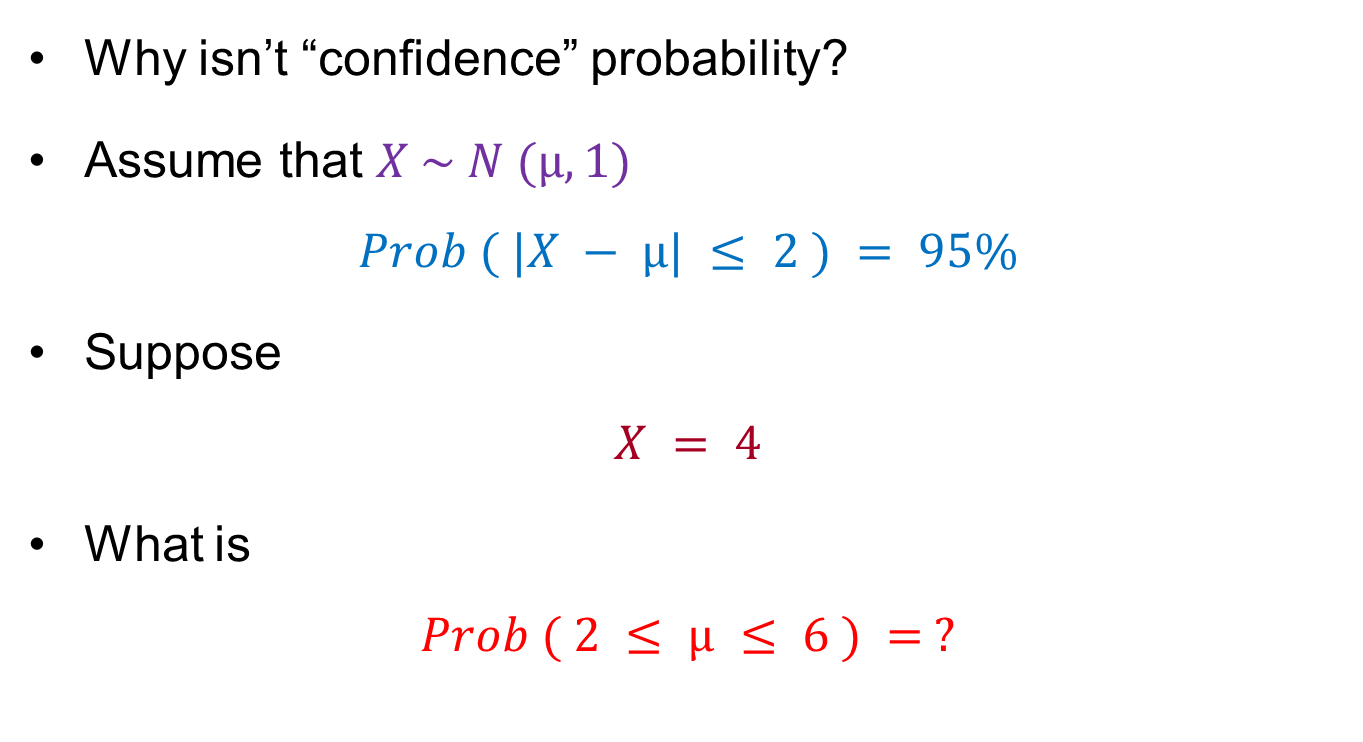 • Why isn’t “confidence” probability?
• Assume that X ~ N (μ, 1)
Prob ( |X − μ| ≤ 2 ) = 95%
• Suppose
X = 4
• What is
Prob ( 2 ≤ μ ≤ 6 ) = ?